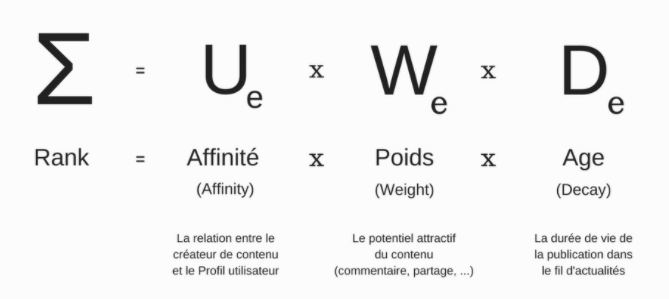 Σ = Ue x We x De
Rank = Affinité x Poids x Age
(Affinity) (Weight) (Decay)
La relation entre le Le potentiel attractif La durée de vie de
créateur de contenu du contenu la publication dans
et le Profil utilisateur (commentaire, partage, ...) le fil d'actualités